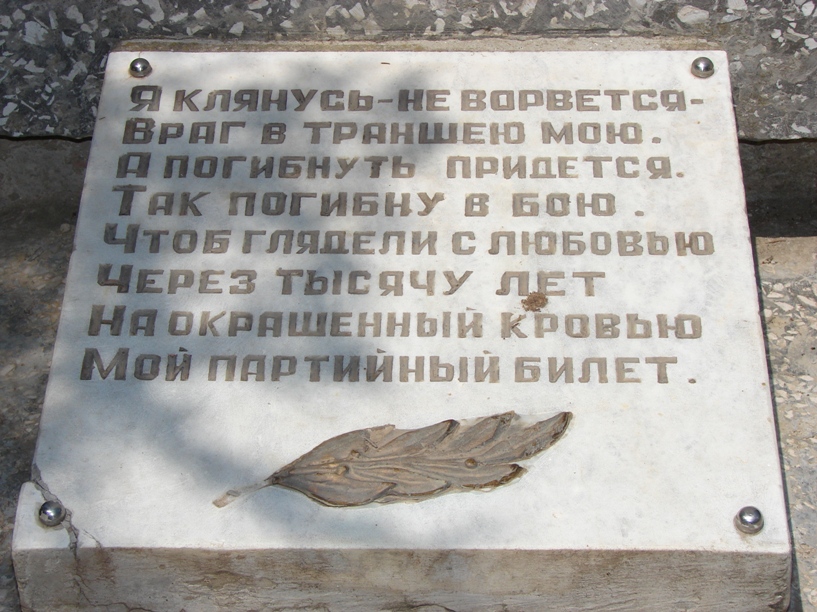 Я клянусь-не ворвется-
Враг в траншею мою.
А погибнуть придется.
Так погибну в бою.
Чтоб глядели с любовью
Через тысячу лет
На окрашенный кровью
Мой партийный билет.